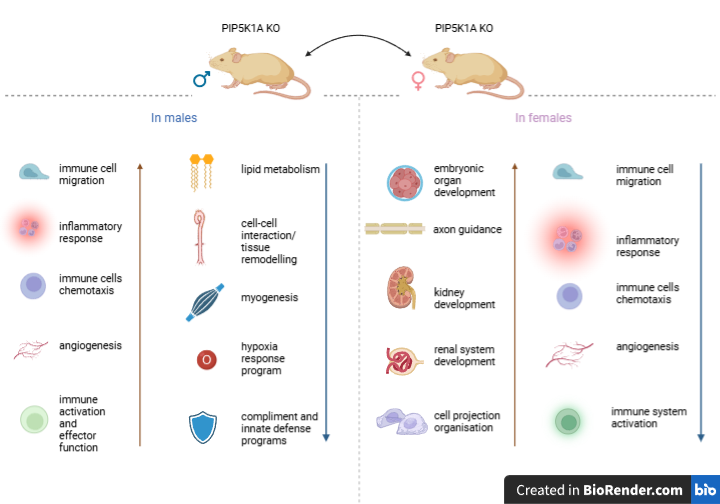 PIP5K1A KO
PIP5K1A KO
In males
In females
immune cell
migration
inflammatory
response
immune cells
chemotaxis
angiogenesis
immune
activation
and
effector
function
lipid metabolism
cell-cell
interaction/
tissue
remodelling
myogenesis
hypoxia
response
program
compliment and
innate defense
programs
embryonic
organ
development
axon guidance
kidney
development
renal system
development
cell projection
organisation
immune cell
migration
inflammatory
response
immune cells
chemotaxis
angiogenesis
immune system
activation
O
Created in BioRender.com bio